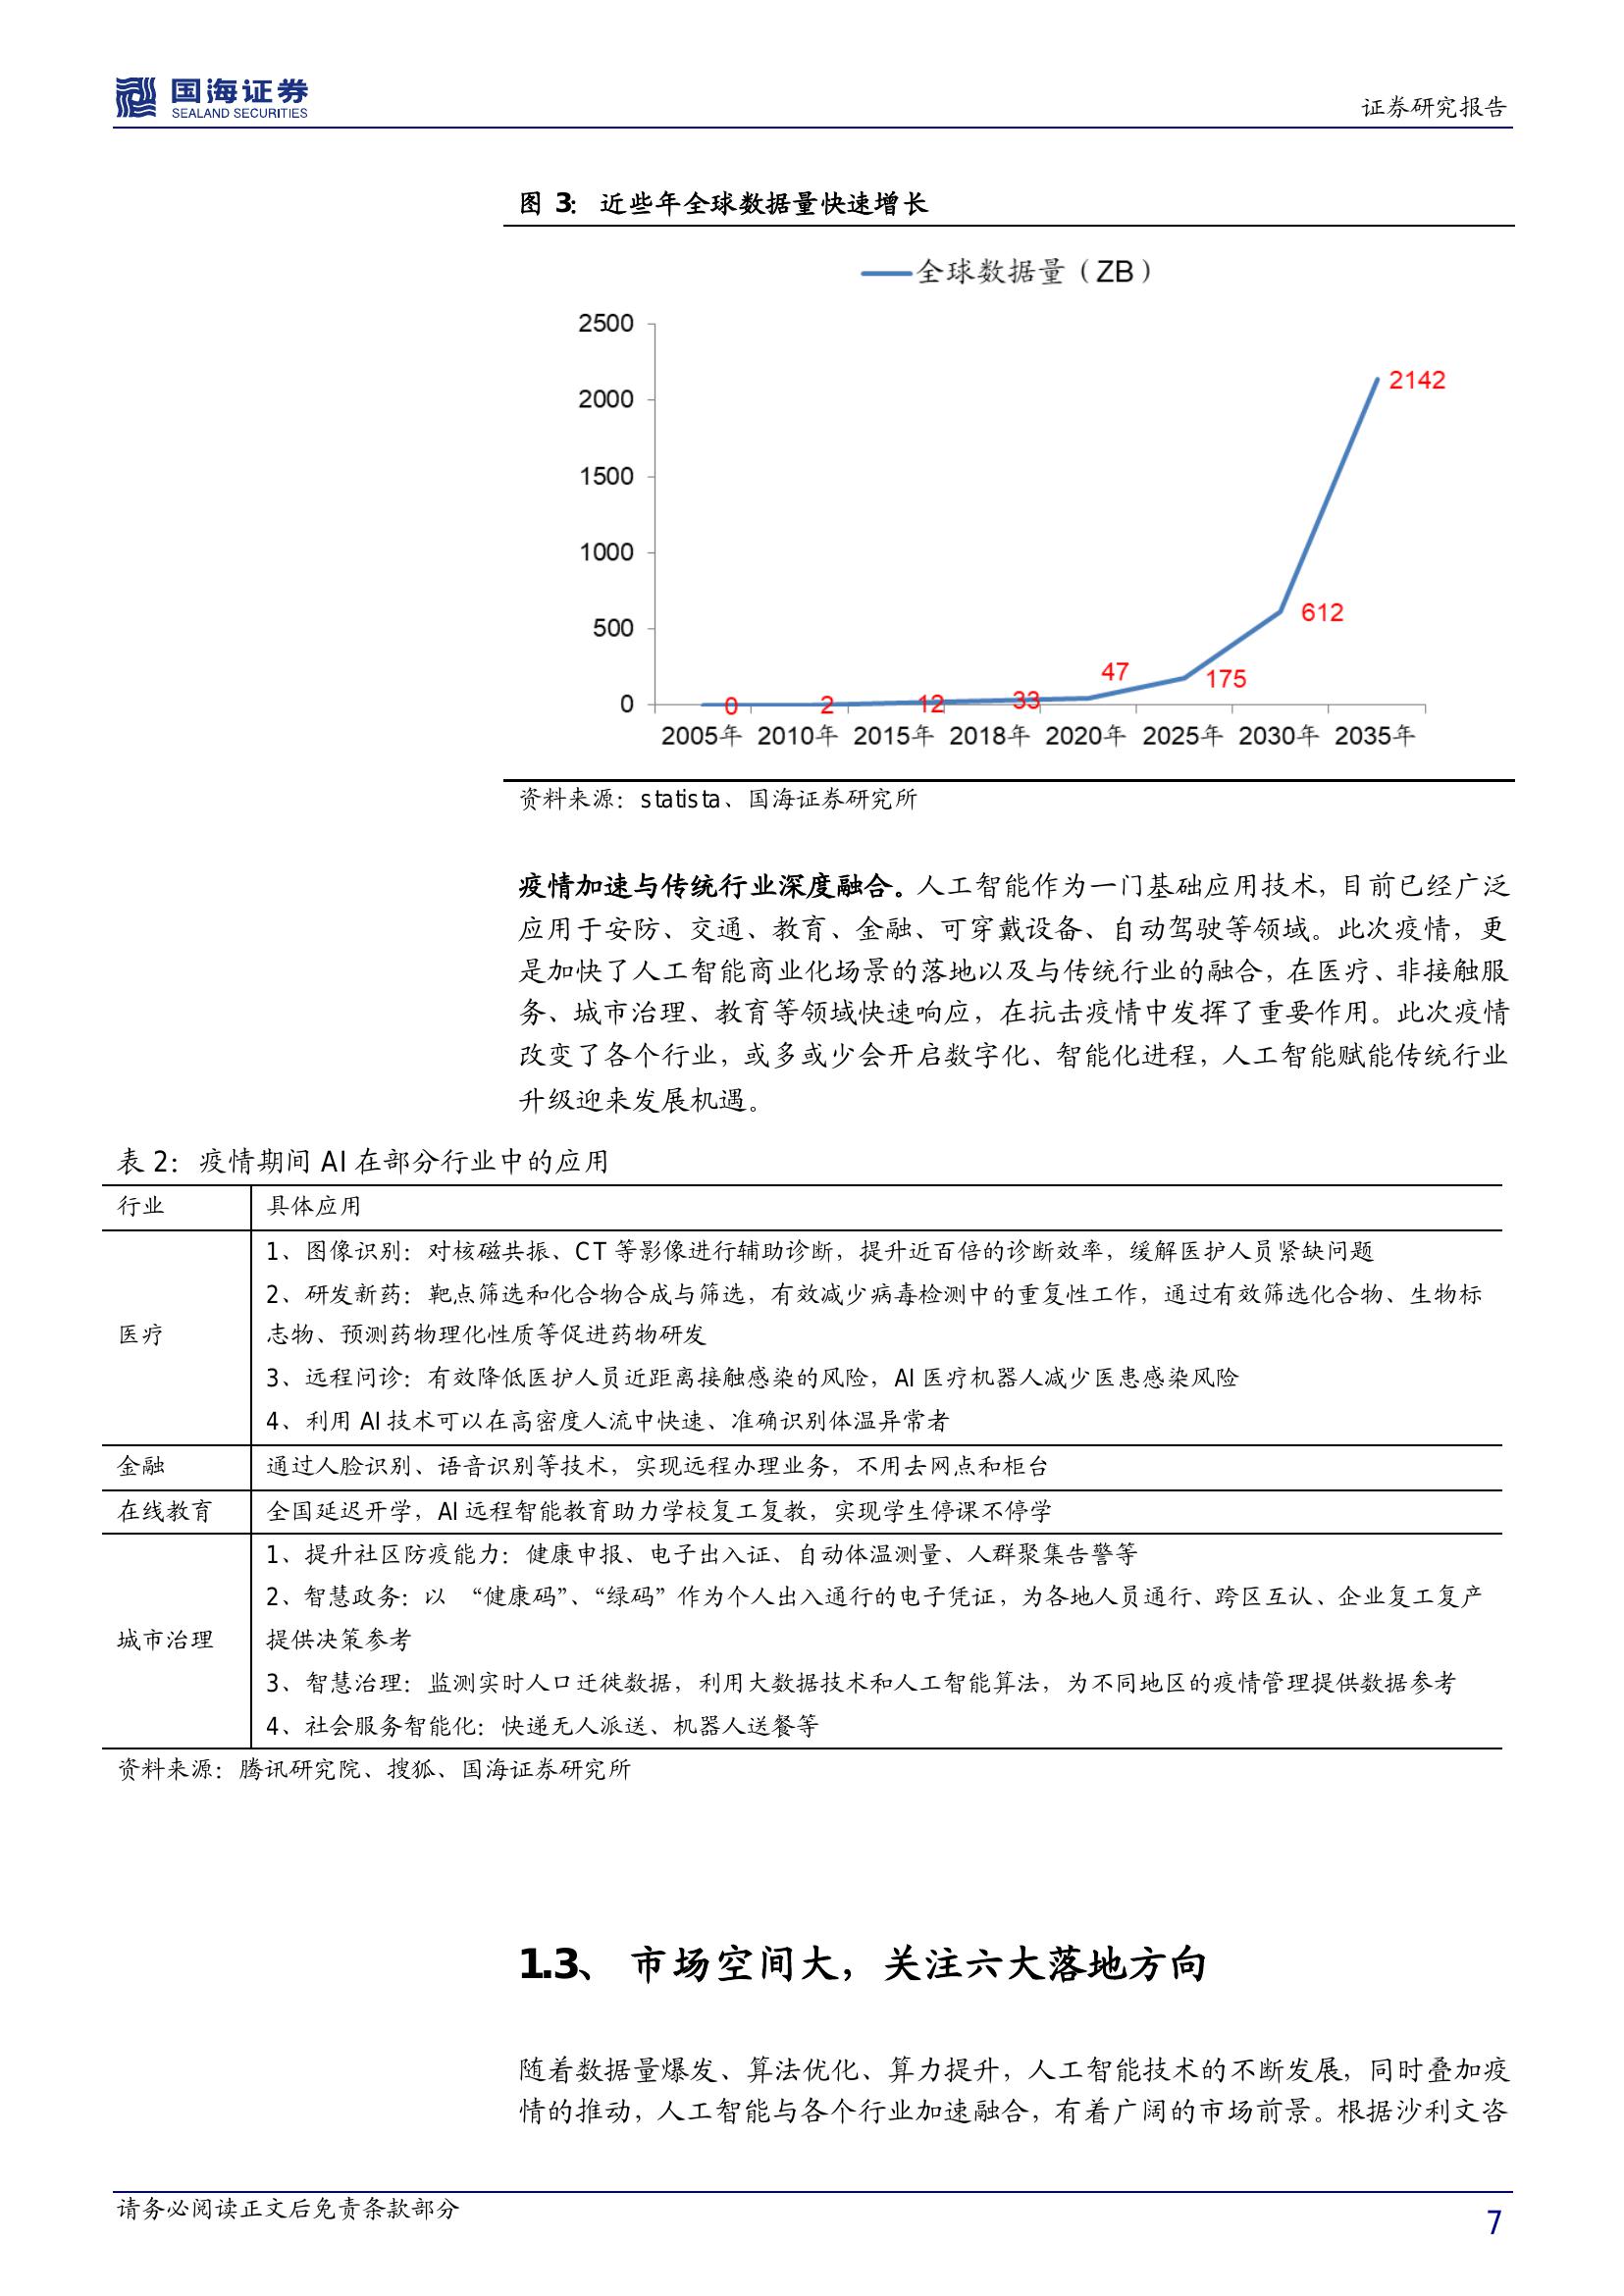 国海证券
SEALAND SECURITIES
证券研究报告
图 3： 近些年全球数据量快速增长
全球数据量（ZB）
2500
2000
1500
1000
500
0
0
2
12
33
47
175
612
2142
2005年 2010年 2015年 2018年 2020年 2025年 2030年 2035年
资料来源：statista、国海证券研究所
疫情加速与传统行业深度融合。人工智能作为一门基础应用技术，目前已经广泛
应用于安防、交通、教育、金融、可穿戴设备、自动驾驶等领域。此次疫情，更
是加快了人工智能商业化场景的落地以及与传统行业的融合，在医疗、非接触服
务、城市治理、教育等领域快速响应，在抗击疫情中发挥了重要作用。此次疫情
改变了各个行业，或多或少会开启数字化、智能化进程，人工智能赋能传统行业
升级迎来发展机遇。
表 2：疫情期间 AI 在部分行业中的应用
行业 具体应用
医疗
1、图像识别：对核磁共振、CT 等影像进行辅助诊断，提升近百倍的诊断效率，缓解医护人员紧缺问题
2、研发新药：靶点筛选和化合物合成与筛选，有效减少病毒检测中的重复性工作，通过有效筛选化合物、生物标
志物、预测药物理化性质等促进药物研发
3、远程问诊：有效降低医护人员近距离接触感染的风险，AI 医疗机器人减少医患感染风险
4、利用 AI 技术可以在高密度人流中快速、准确识别体温异常者
金融 通过人脸识别、语音识别等技术，实现远程办理业务，不用去网点和柜台
在线教育 全国延迟开学，AI 远程智能教育助力学校复工复教，实现学生停课不停学
城市治理
1、提升社区防疫能力：健康申报、电子出入证、自动体温测量、人群聚集告警等
2、智慧政务：以 “健康码”、“绿码”作为个人出入通行的电子凭证，为各地人员通行、跨区互认、企业复工复产
提供决策参考
3、智慧治理：监测实时人口迁徙数据，利用大数据技术和人工智能算法，为不同地区的疫情管理提供数据参考
4、社会服务智能化：快递无人派送、机器人送餐等
资料来源：腾讯研究院、搜狐、国海证券研究所
1.3、 市场空间大，关注六大落地方向
随着数据量爆发、算法优化、算力提升，人工智能技术的不断发展，同时叠加疫
情的推动，人工智能与各个行业加速融合，有着广阔的市场前景。根据沙利文咨
请务必阅读正文后免责条款部分
7